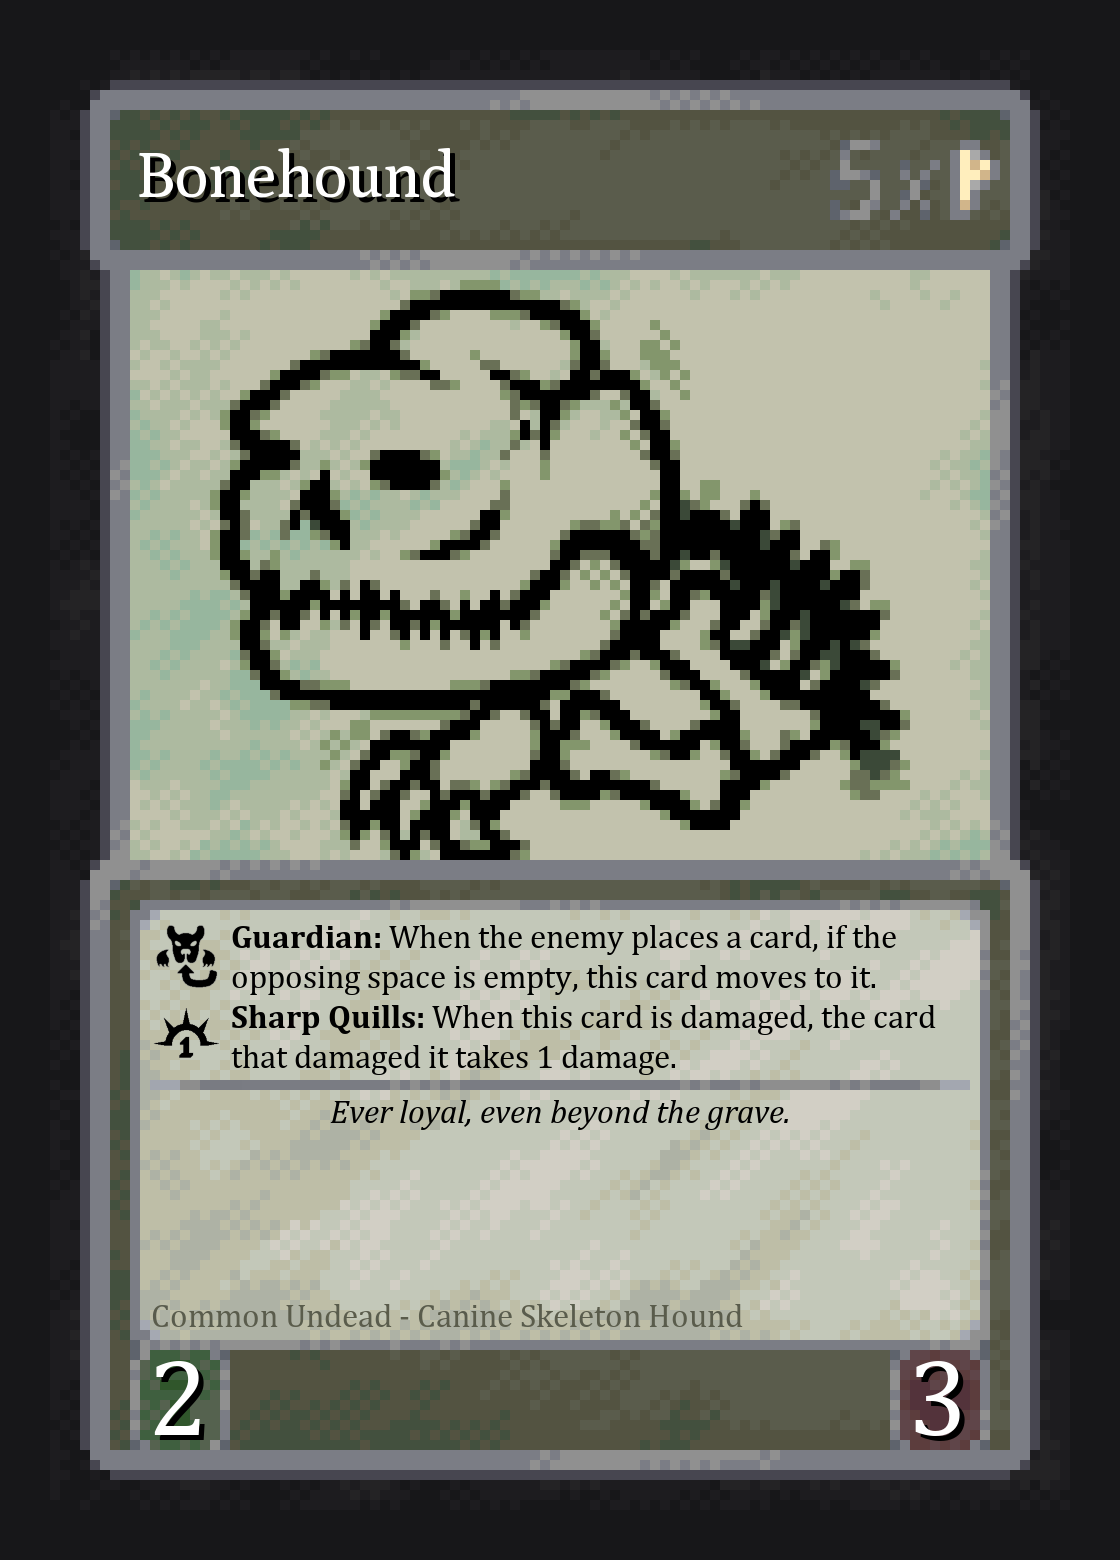 Bonehound 5x
Guardian: When the enemy places a card, if the
opposing space is empty, this card moves to it.
1
Sharp Quills: When this card is damaged, the card
that damaged it takes 1 damage.
Ever loyal, even beyond the grave.
Common Undead - Canine Skeleton Hound
2 3